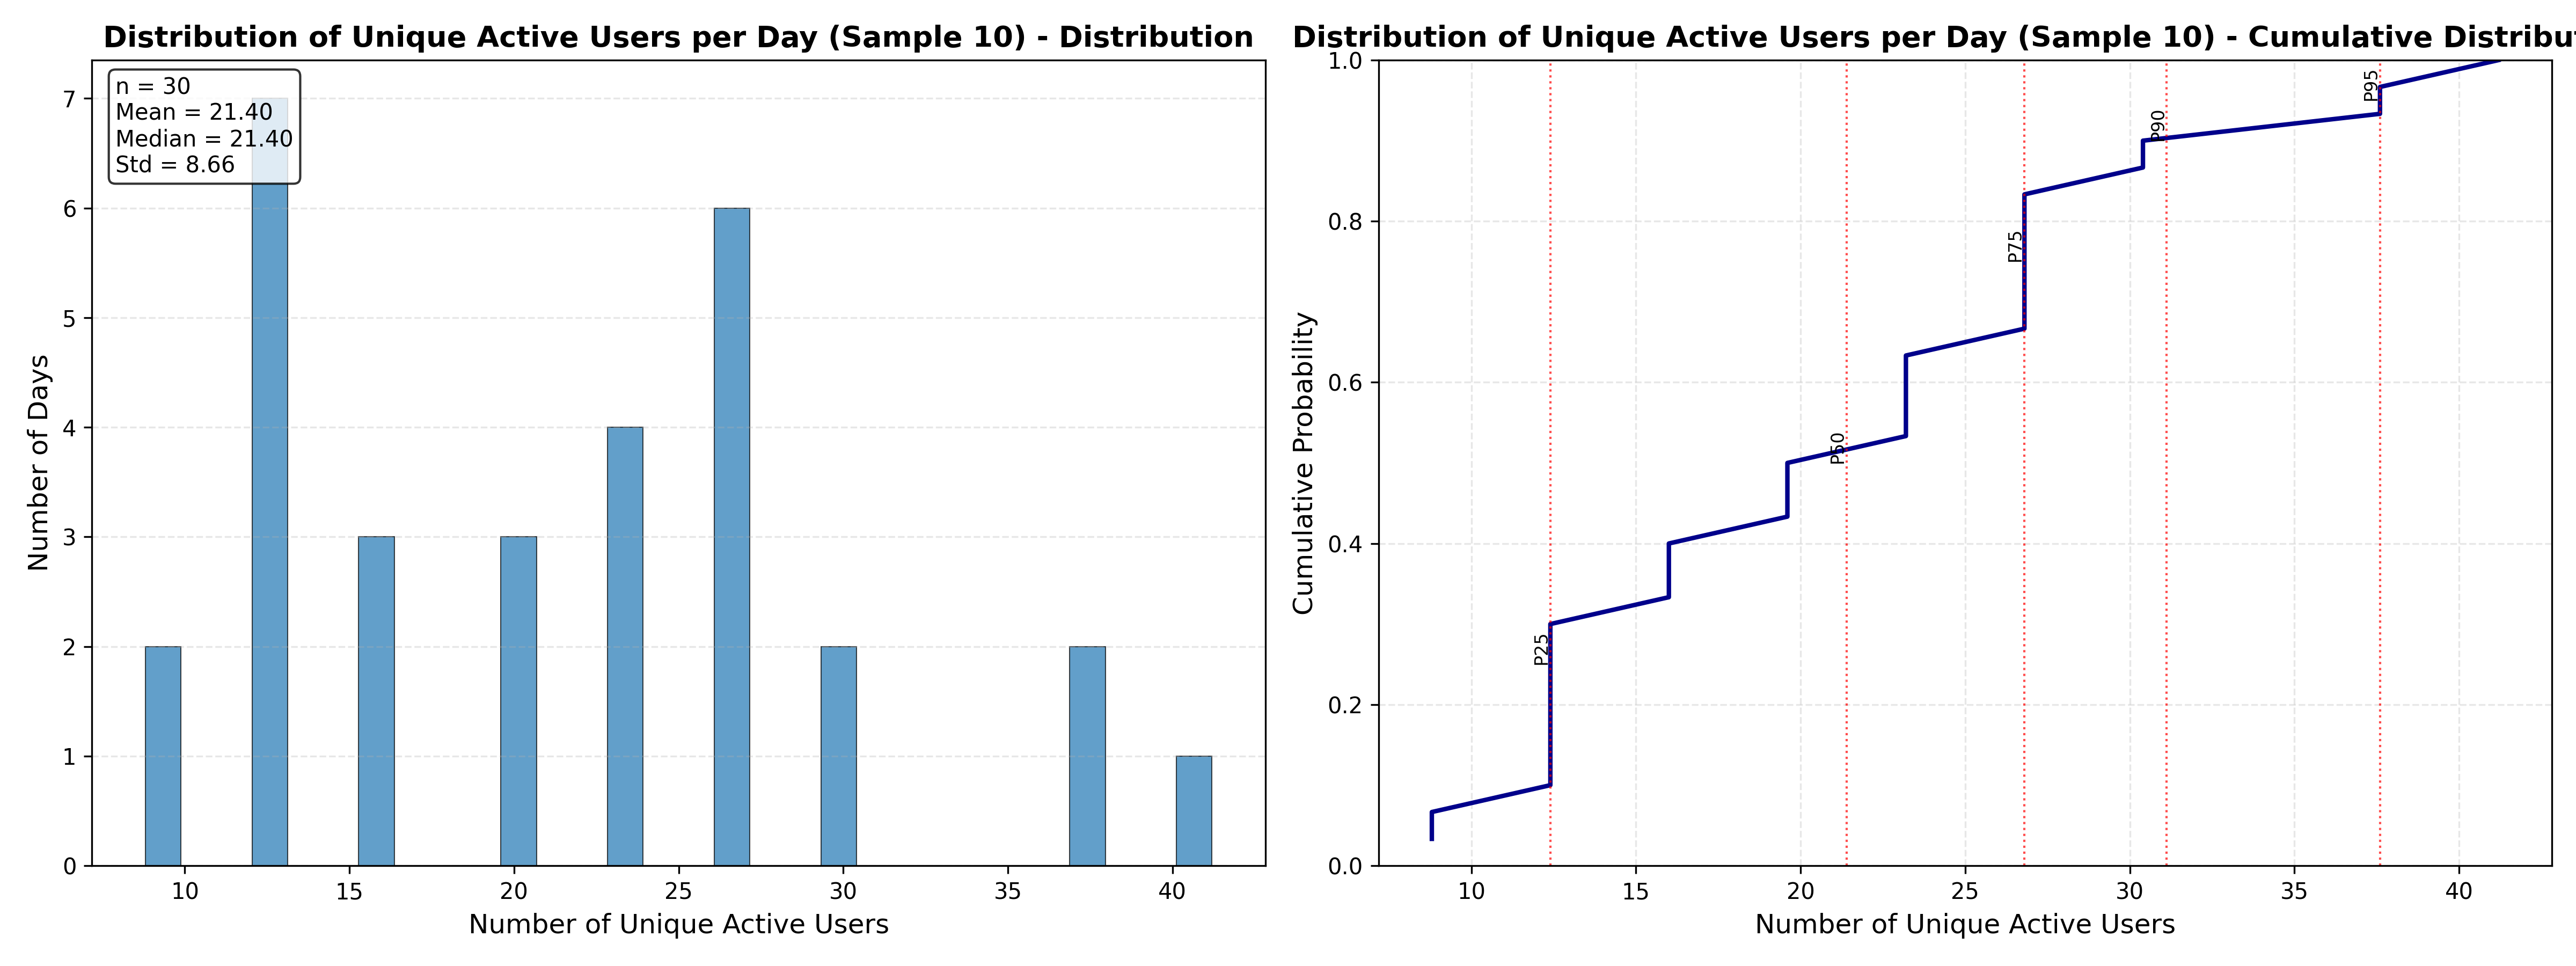 Distribution of Unique Active Users per Day (Sample 10) - Distribution
n = 30
Mean = 21.40
Median = 21.40
Std = 8.66
7
6
5
4
3
2
1
0
Number of Days
10 15 20 25 30 35 40
Number of Unique Active Users
Distribution of Unique Active Users per Day (Sample 10) - Cumulative Distribut
1.0
0.8
0.6
0.4
0.2
0.0
Cumulative Probability
P25
P50
P75
P90
P95
10 15 20 25 30 35 40
Number of Unique Active Users